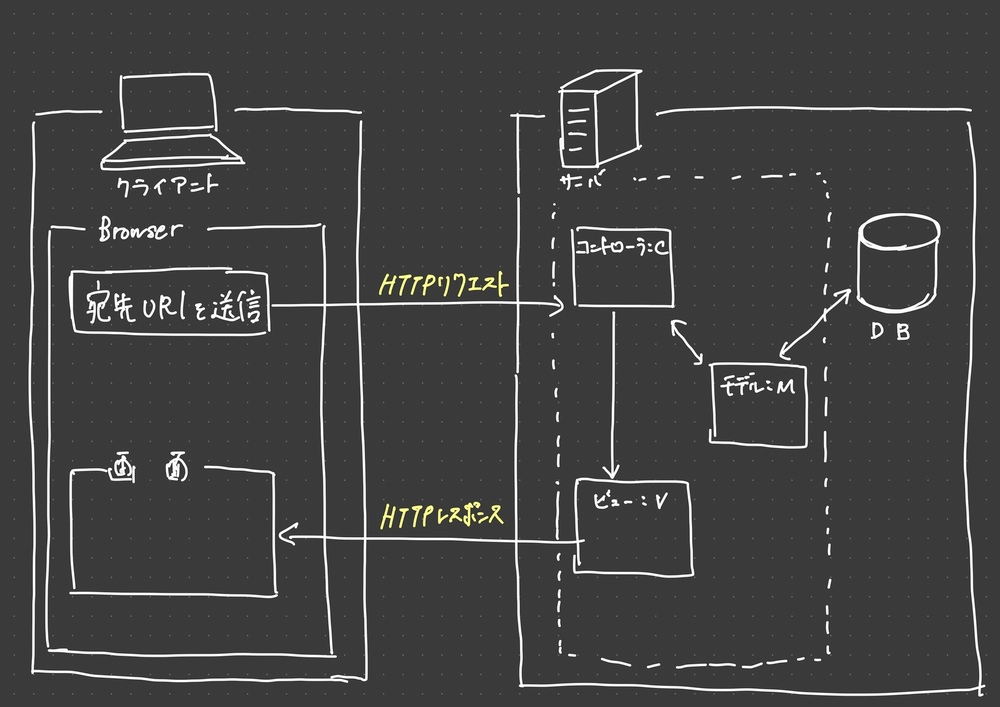 クライアント
サーバ
Browser
宛先URIを送信
HTTPリクエスト
コントローラ:C
DB
モデル:M
画面
ビュー:V
HTTPレスポンス